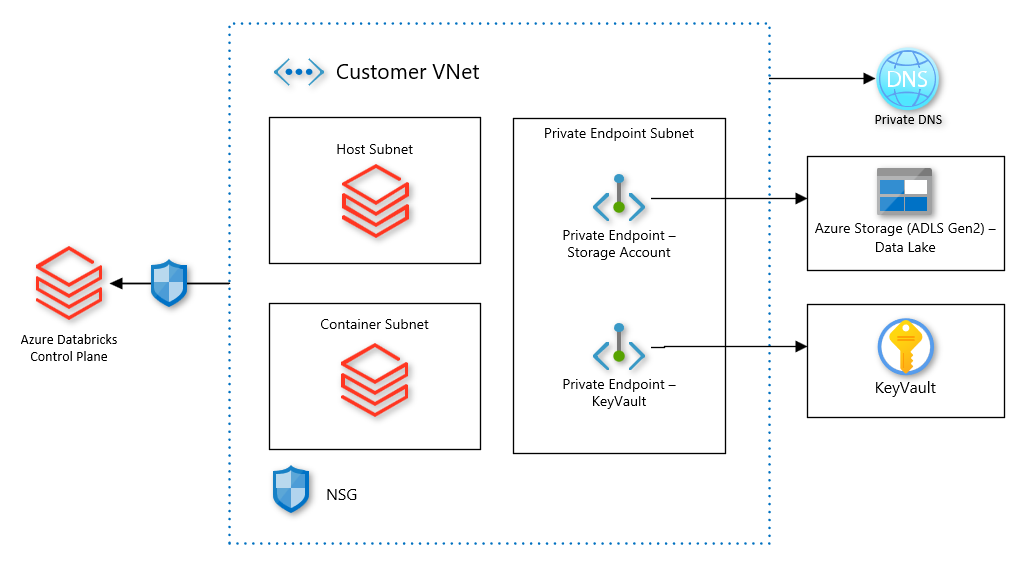 Customer VNet
DNS
Private DNS
Host Subnet
Private Endpoint Subnet
Private Endpoint –
Storage Account
Azure Storage (ADLS Gen2) –
Data Lake
Azure Databricks
Control Plane
Container Subnet
Private Endpoint –
KeyVault
KeyVault
NSG